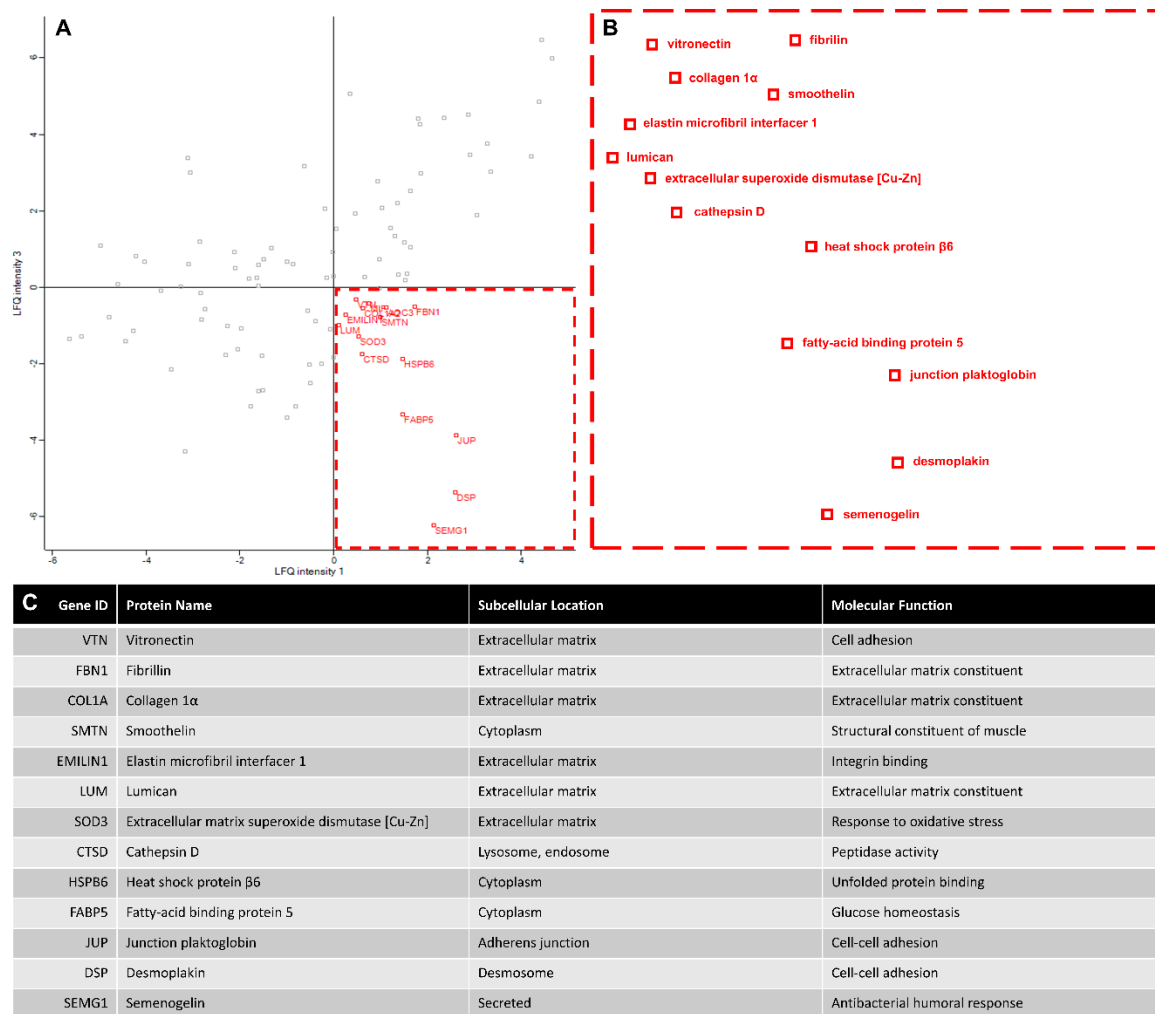 A
6
4
2
0
-2
-4
-6
LFQ intensity 3
VTN
FBN1
EMILIN1
SMTN
LUM
SOD3
CTSD
HSPB6
FABP5
JUP
DSP
SEMG1
-6
-4
-2
0
2
4
LFQ intensity 1
B
vitronectin
fibrilin
collagen 1α
smoothelin
elastin microfibril interfacer 1
lumican
extracellular superoxide dismutase [Cu-Zn]
cathepsin D
heat shock protein β6
fatty-acid binding protein 5
junction plaktoglobin
desmoplakin
semenogelin
C Gene ID Protein Name Subcellular Location Molecular Function
VTN Vitronectin Extracellular matrix Cell adhesion
FBN1 Fibrillin Extracellular matrix Extracellular matrix constituent
COL1A Collagen 1α Extracellular matrix Extracellular matrix constituent
SMTN Smoothelin Cytoplasm Structural constituent of muscle
EMILIN1 Elastin microfibril interfacer 1 Extracellular matrix Integrin binding
LUM Lumican Extracellular matrix Extracellular matrix constituent
SOD3 Extracellular matrix superoxide dismutase [Cu-Zn] Extracellular matrix Response to oxidative stress
CTSD Cathepsin D Lysosome, endosome Peptidase activity
HSPB6 Heat shock protein β6 Cytoplasm Unfolded protein binding
FABP5 Fatty-acid binding protein 5 Cytoplasm Glucose homeostasis
JUP Junction plaktoglobin Adherens junction Cell-cell adhesion
DSP Desmoplakin Desmosome Cell-cell adhesion
SEMG1 Semenogelin Secreted Antibacterial humoral response